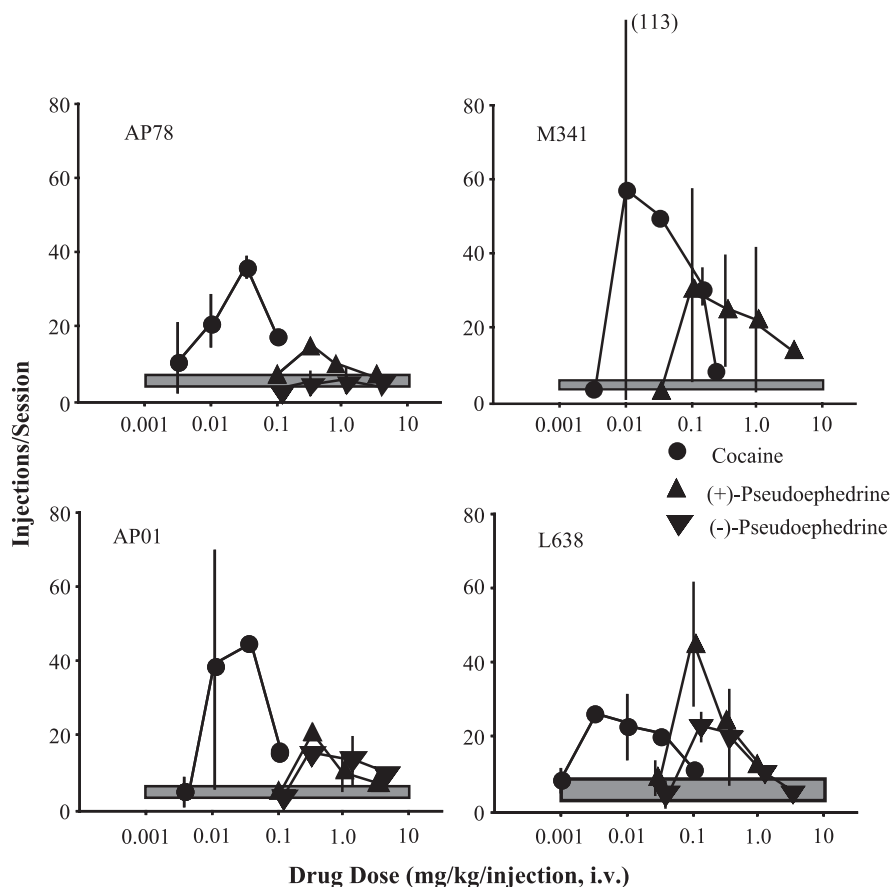 (113)
80
60
40
20
0
AP78
0.001 0.01 0.1 1.0 10
80
60
40
20
0
M341
0.001 0.01 0.1 1.0 10
Cocaine
(+)-Pseudoephedrine
(-)-Pseudoephedrine
Injections/Session
80
60
40
20
0
AP01
0.001 0.01 0.1 1.0 10
80
60
40
20
0
L638
0.001 0.01 0.1 1.0 10
Drug Dose (mg/kg/injection, i.v.)